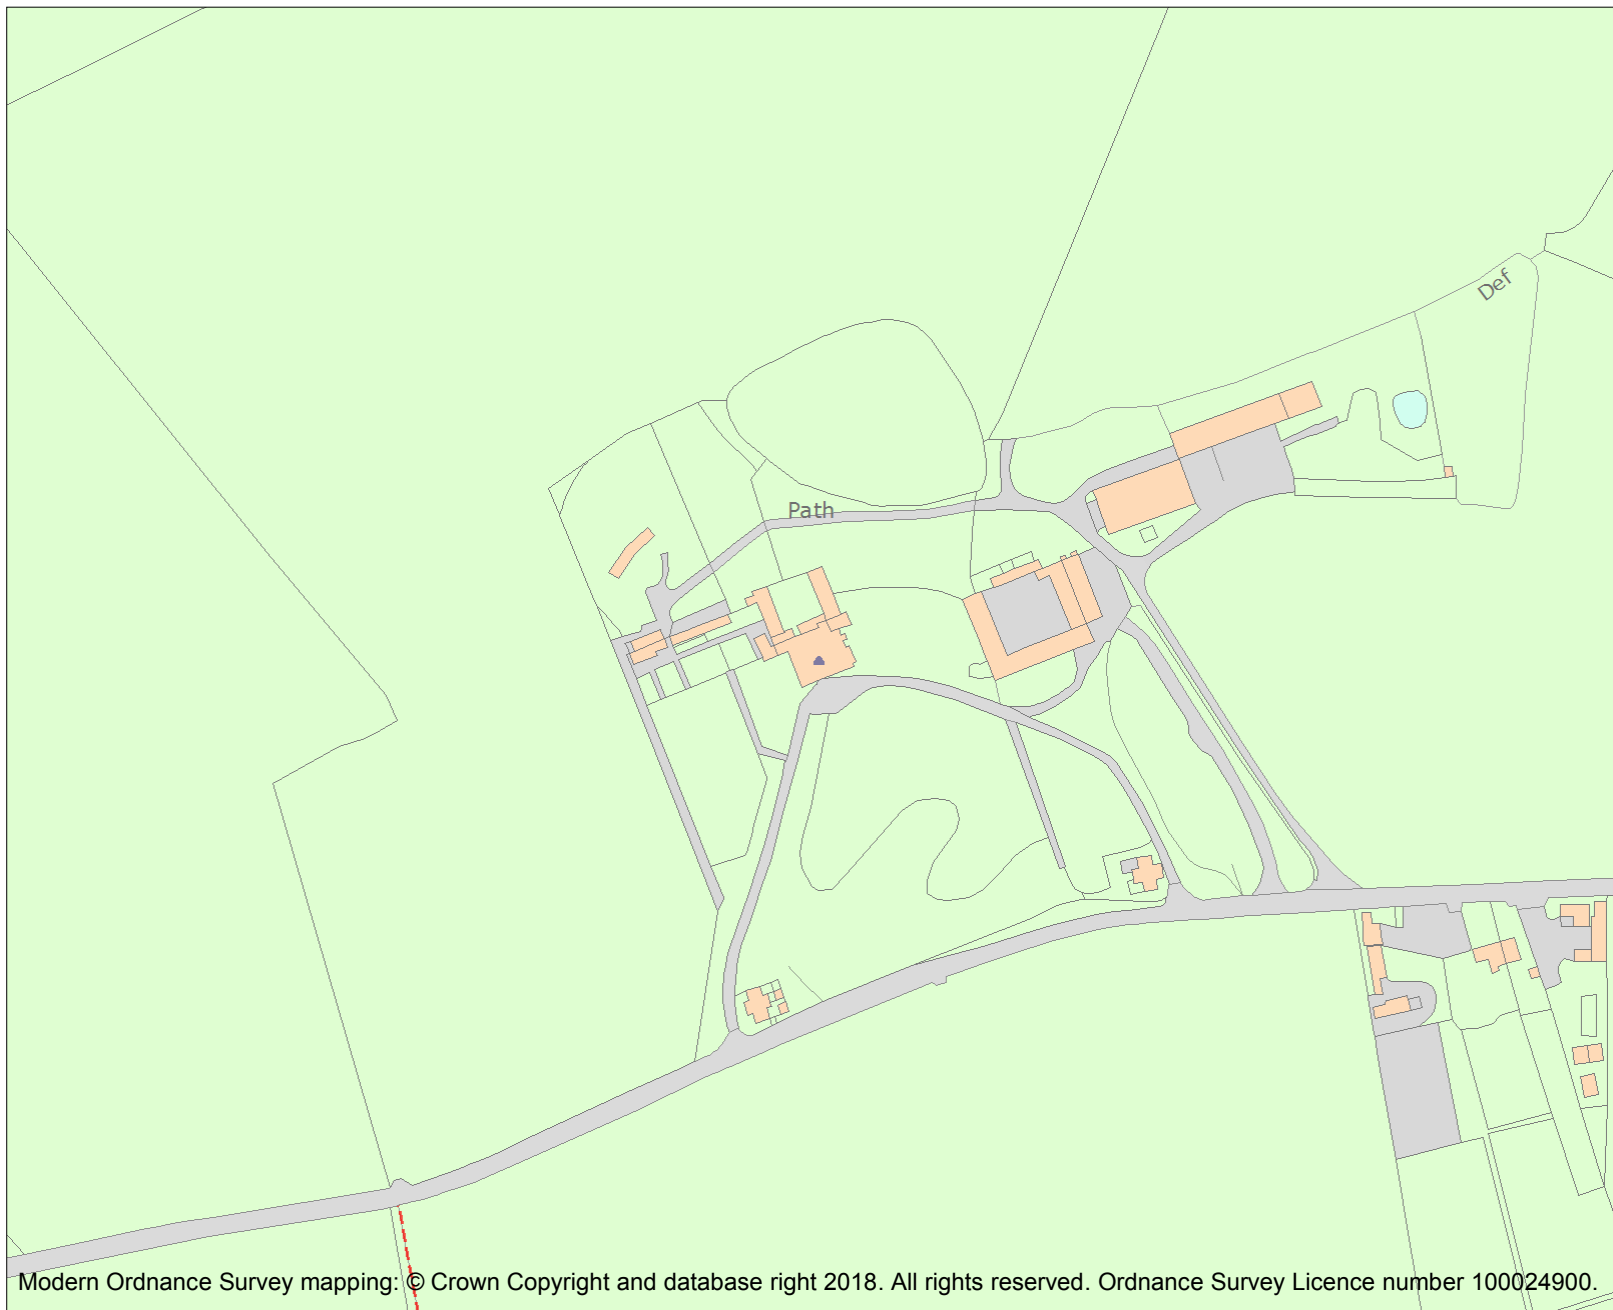 Def
Path
Modern Ordnance Survey mapping: © Crown Copyright and database right 2018. All rights reserved. Ordnance Survey Licence number 100024900.